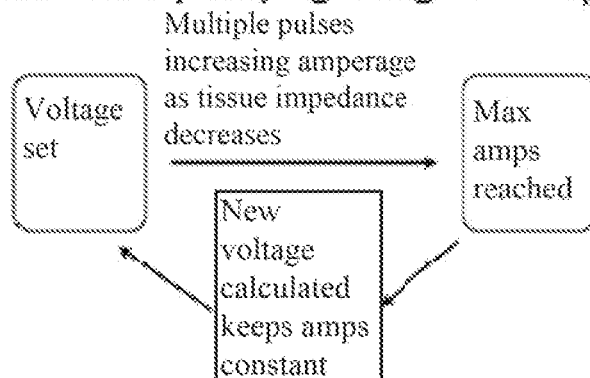 Multiple pulses
increasing amperage
as tissue impedance
decreases
Voltage
set
Max
amps
reached
New
voltage
calculated
keeps amps
constant